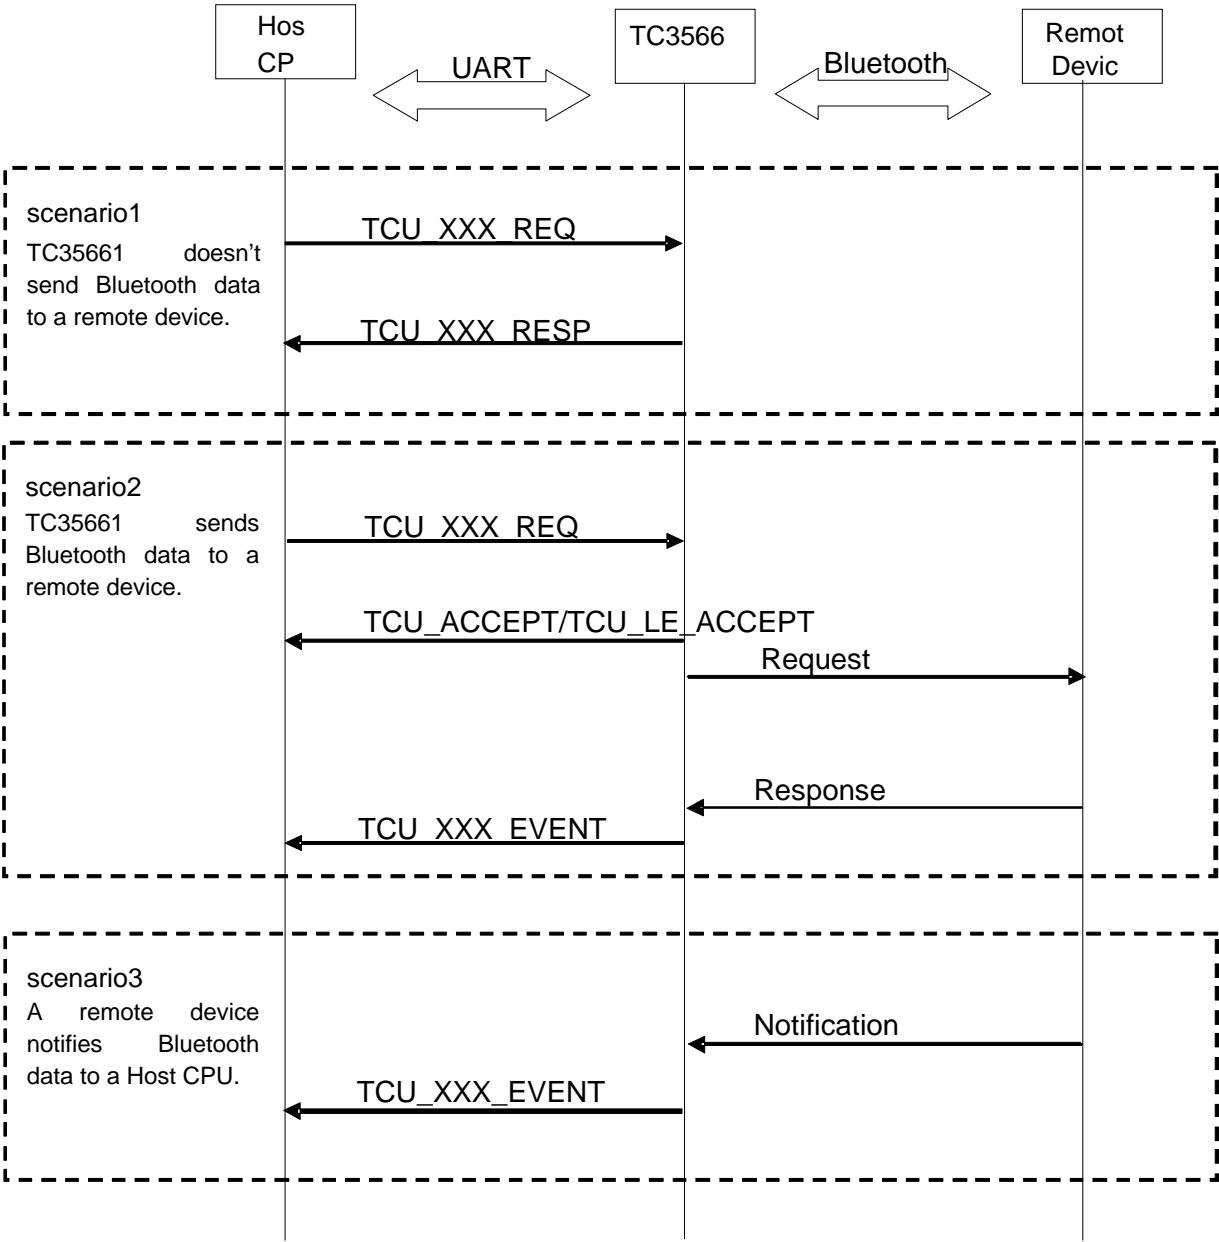 Hos
CP
UART
TC3566
Bluetooth
Remot
Devic
scenario1
TC35661 doesn't
send Bluetooth data
to a remote device.
TCU_XXX_REQ
TCU_XXX_RESP
scenario2
TC35661 sends
Bluetooth data to a
remote device.
TCU_XXX_REQ
TCU_ACCEPT/TCU_LE_ACCEPT
Request
Response
TCU_XXX_EVENT
scenario3
A remote device
notifies Bluetooth
data to a Host CPU.
Notification
TCU_XXX_EVENT